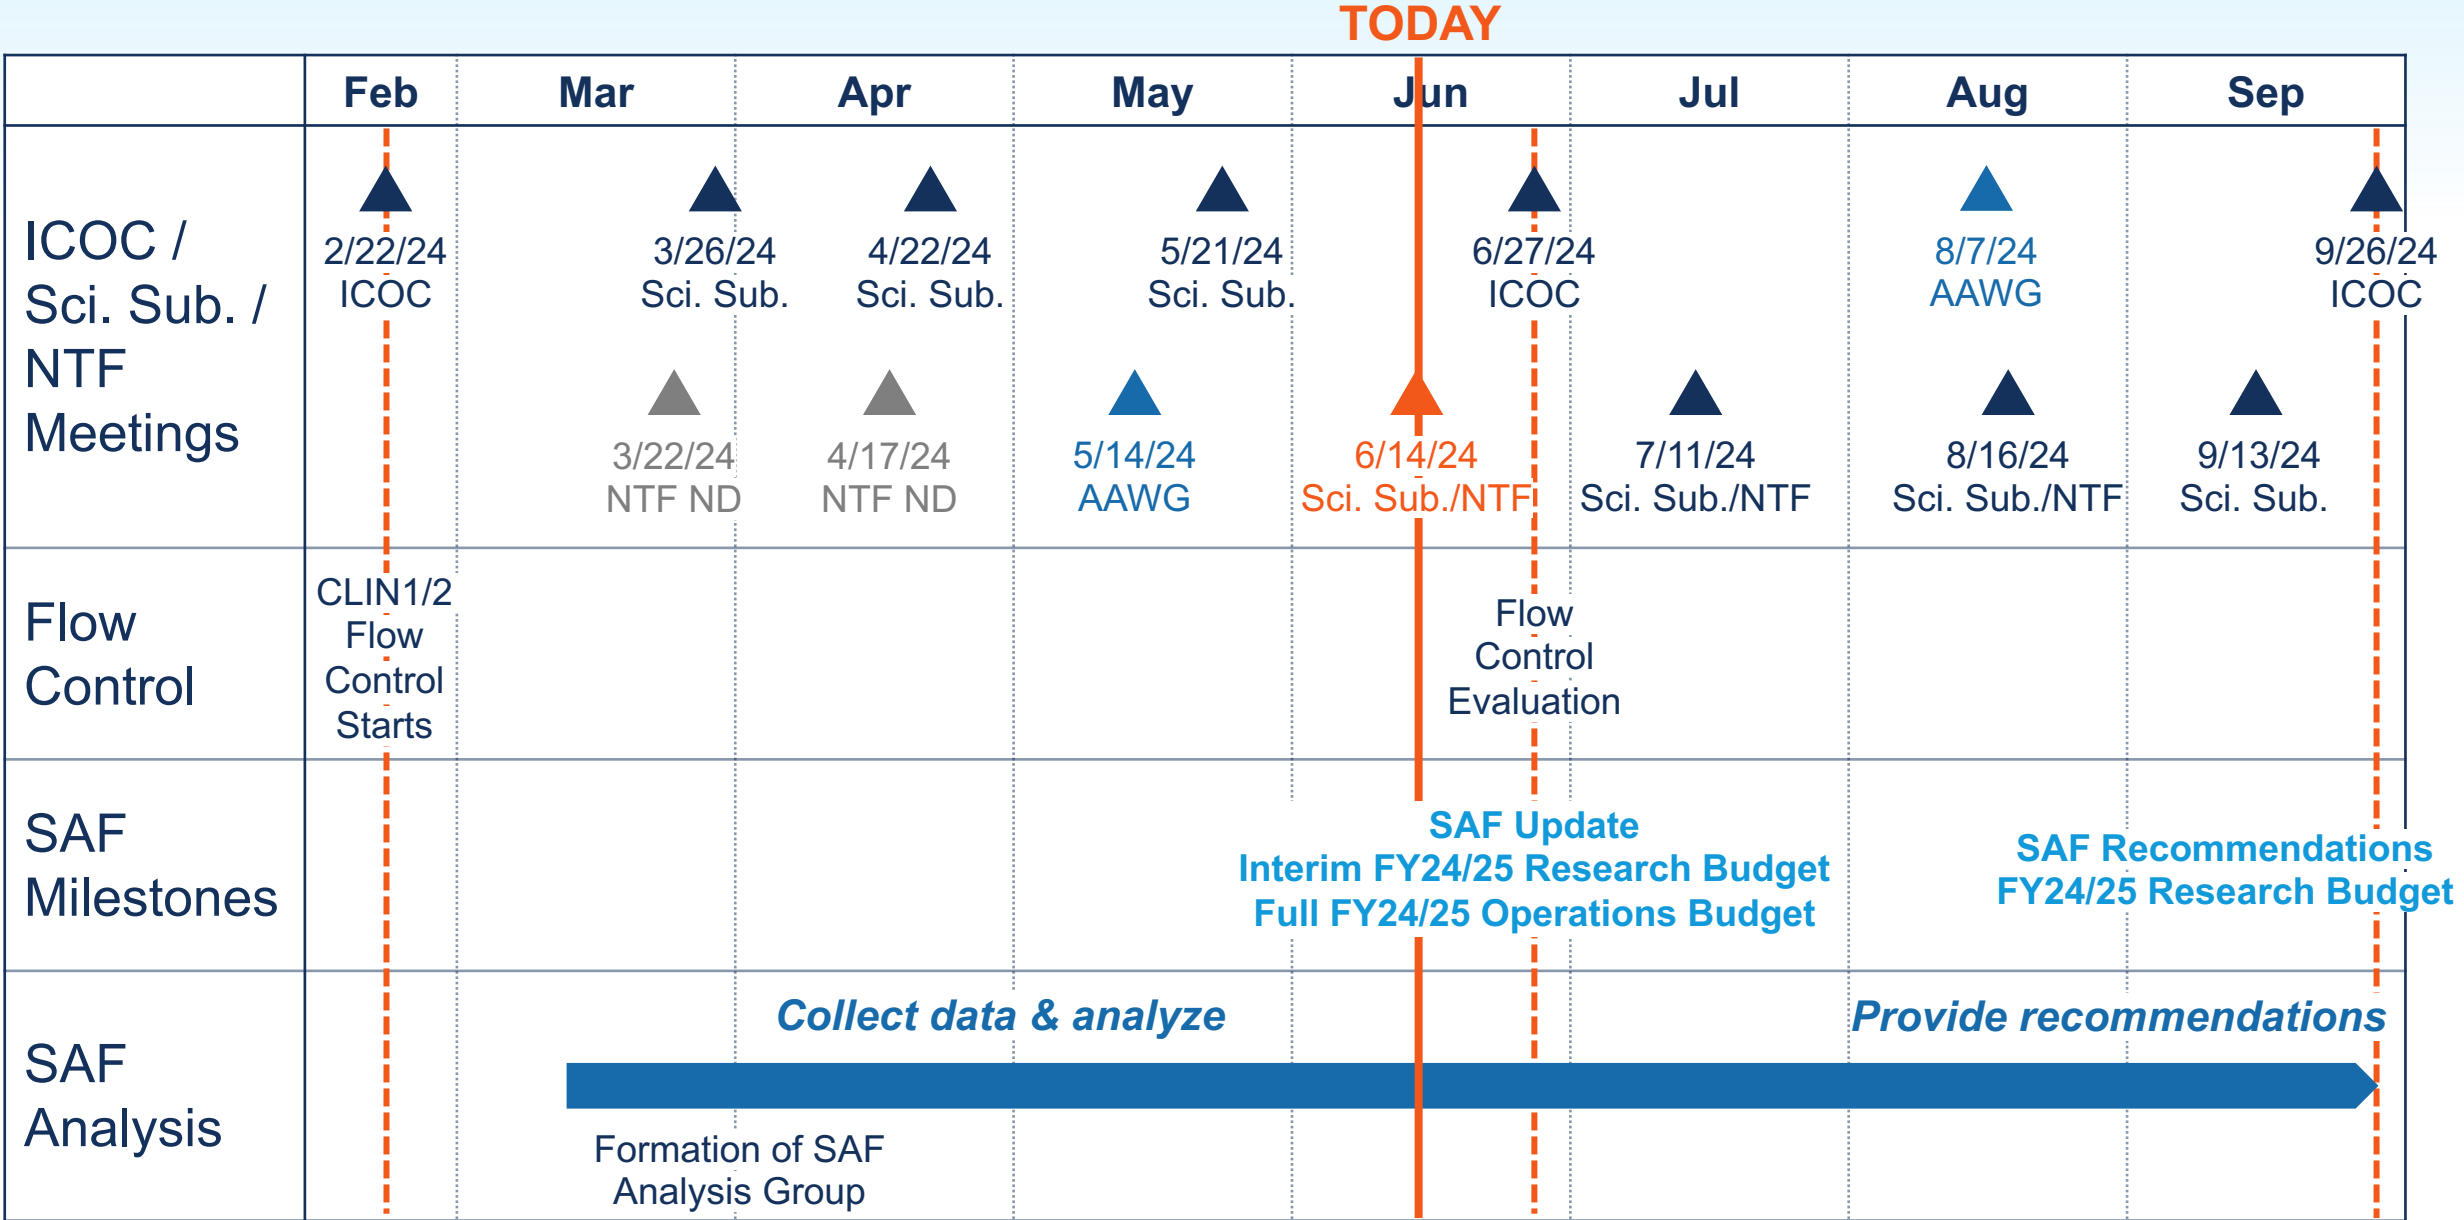 TODAY
Feb
Mar
Apr
May
Jun
Jul
Aug
Sep
ICOC /
Sci. Sub. /
NTF
Meetings
2/22/24
ICOC
3/26/24
Sci. Sub.
4/22/24
Sci. Sub.
5/21/24
Sci. Sub.
6/27/24
ICOC
8/7/24
AAWG
9/26/24
ICOC
3/22/24
NTF ND
4/17/24
NTF ND
5/14/24
AAWG
6/14/24
Sci. Sub./NTF
7/11/24
Sci. Sub./NTF
8/16/24
Sci. Sub./NTF
9/13/24
Sci. Sub.
Flow
Control
CLIN1/2
Flow
Control
Starts
Flow
Control
Evaluation
SAF
Milestones
SAF Update
Interim FY24/25 Research Budget
Full FY24/25 Operations Budget
SAF Recommendations
FY24/25 Research Budget
SAF
Analysis
Collect data & analyze
Provide recommendations
Formation of SAF
Analysis Group